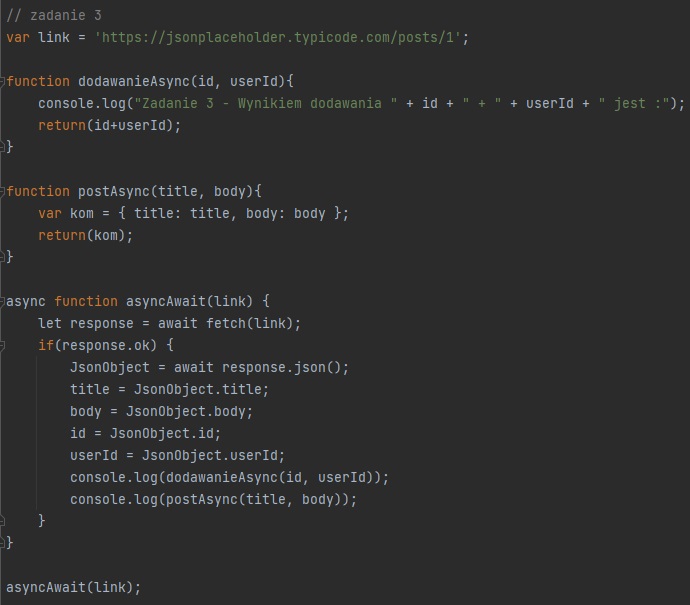 // zadanie 3
var link = 'https://jsonplaceholder.typicode.com/posts/1';
function dodawanieAsync(id, userId){
console.log("Zadanie 3 - Wynikiem dodawania " + id + " + " + userId + " jest :");
return(id+userId);
}
function postAsync(title, body){
var kom = { title: title, body: body };
return(kom);
}
async function asyncAwait(link) {
let response = await fetch(link);
if(response.ok) {
JsonObject = await response.json();
title = JsonObject.title;
body = JsonObject.body;
id = JsonObject.id;
userId = JsonObject.userId;
console.log(dodawanieAsync(id, userId));
console.log(postAsync(title, body));
}
}
asyncAwait(link);